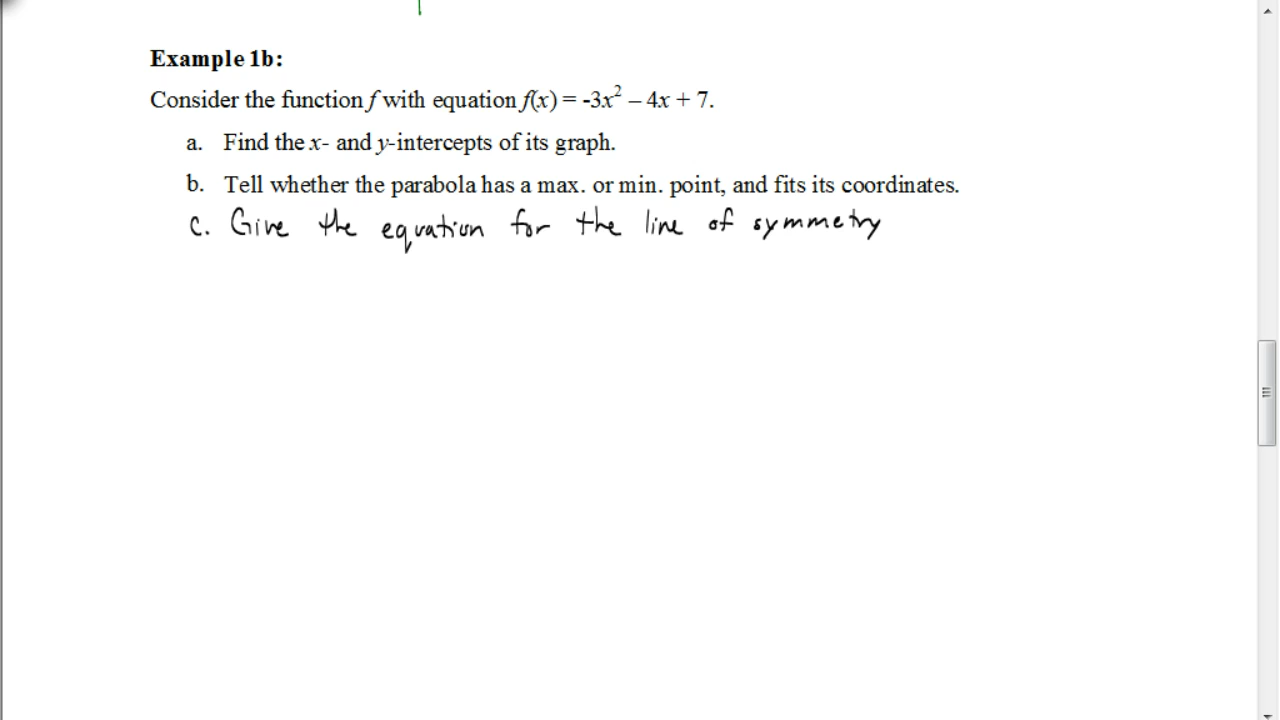 Example 1b:
Consider the function f with equation f(x) = -3x² – 4x + 7.
a. Find the x- and y-intercepts of its graph.
b. Tell whether the parabola has a max. or min. point, and fits its coordinates.
c. Give the equation for the line of symmetry